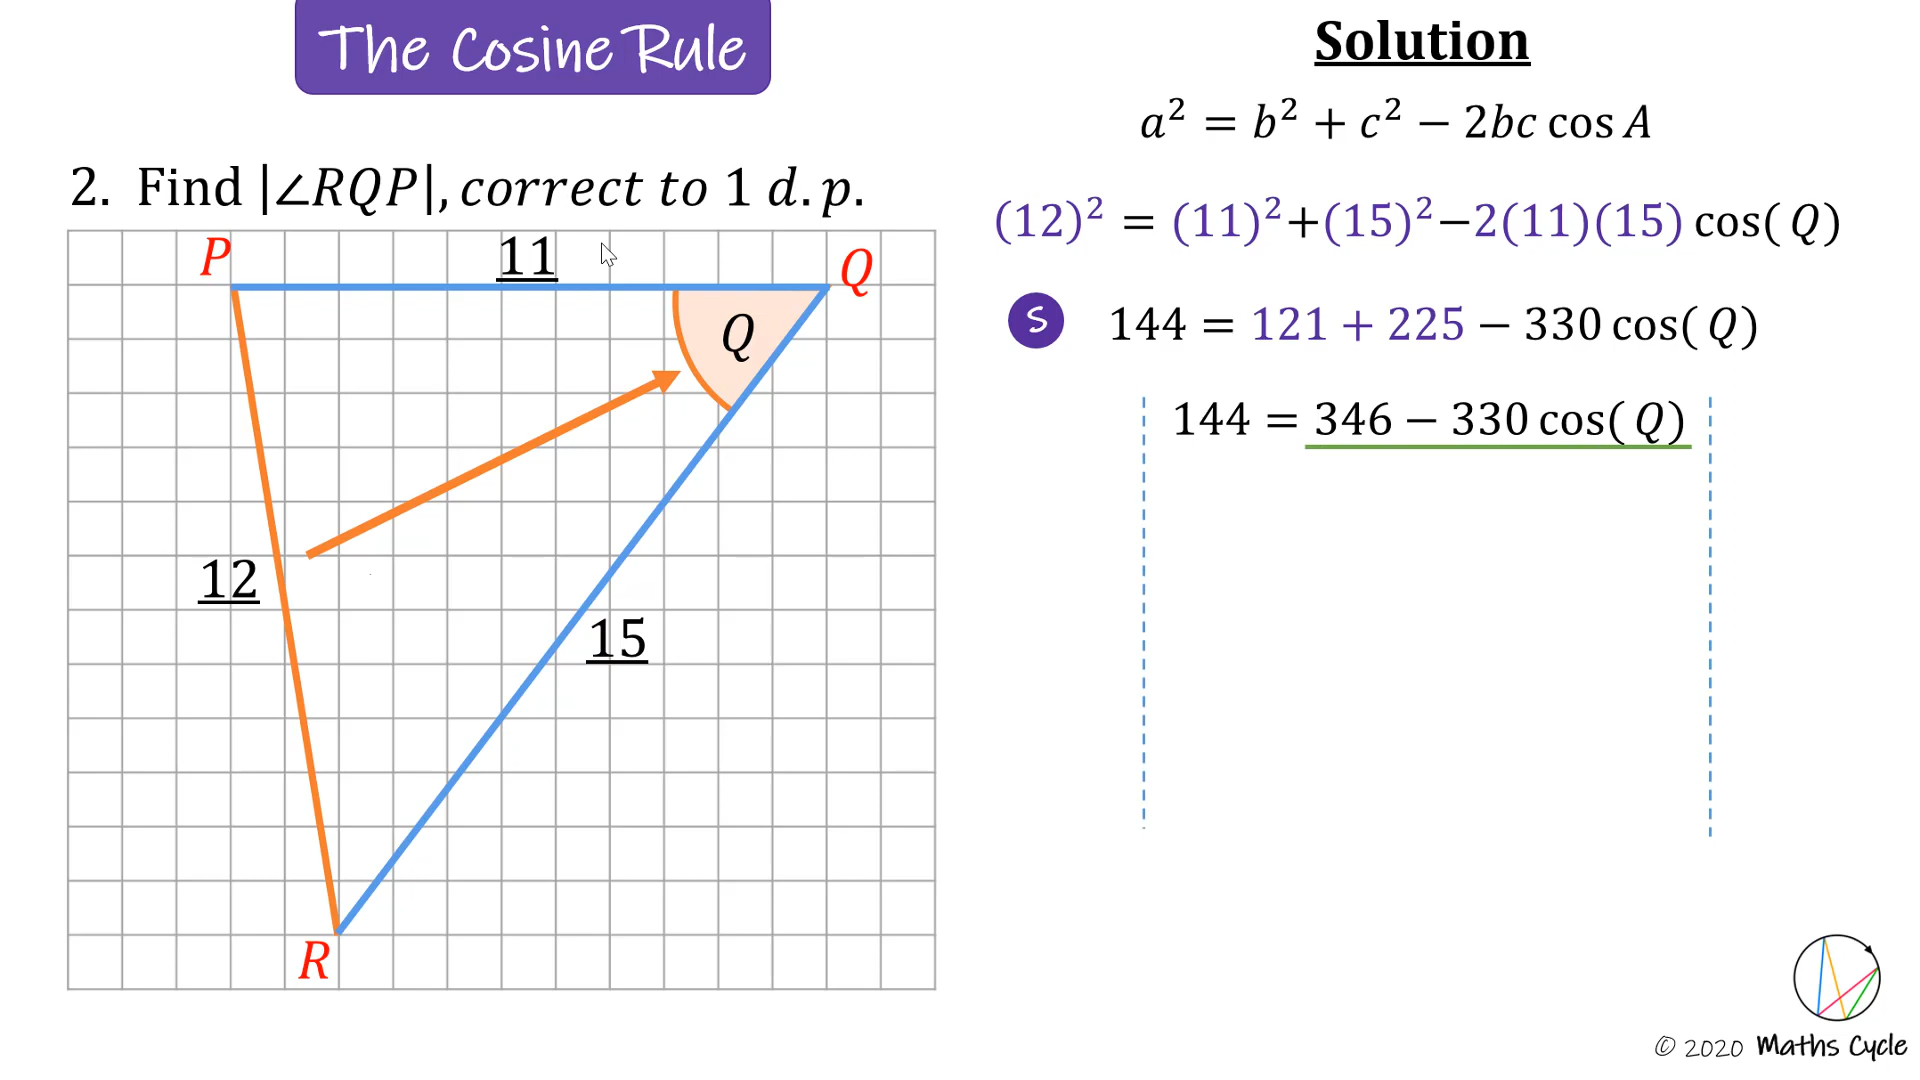 The Cosine Rule
2. Find |∠RQP|, correct to 1 d.p.
P
11
Q
Q
12
15
R
Solution
a² = b² + c² − 2bc cos A
(12)² = (11)²+(15)²−2(11)(15) cos( Q)
S
144 = 121 + 225 − 330 cos( Q)
144 = 346 − 330 cos( Q)
© 2020 Maths Cycle